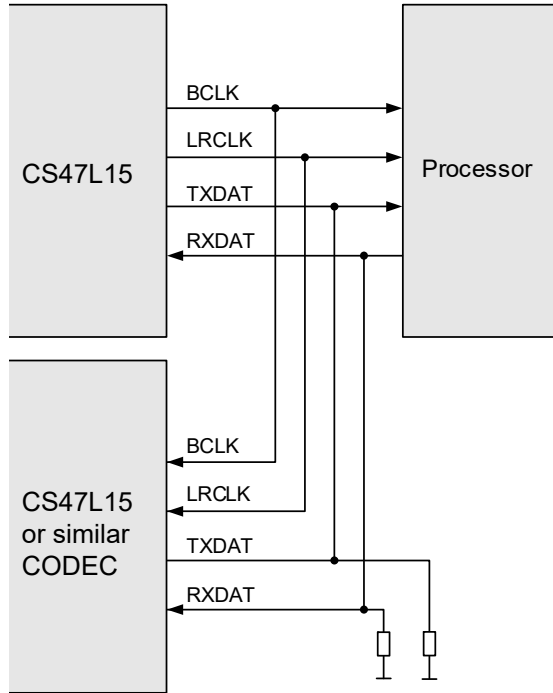 CS47L15
BCLK
LRCLK
TXDAT
RXDAT
Processor
CS47L15
or similar
CODEC
BCLK
LRCLK
TXDAT
RXDAT